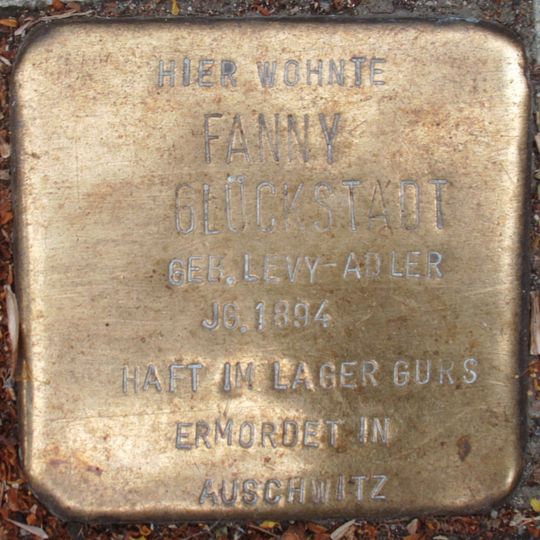 HIER WOHNTE
FANNY
GLÜCKSTADT
GEB. LEVY-ADLER
JG. 1894
HAFT IM LAGER GURS
ERMORDET IN
AUSCHWITZ